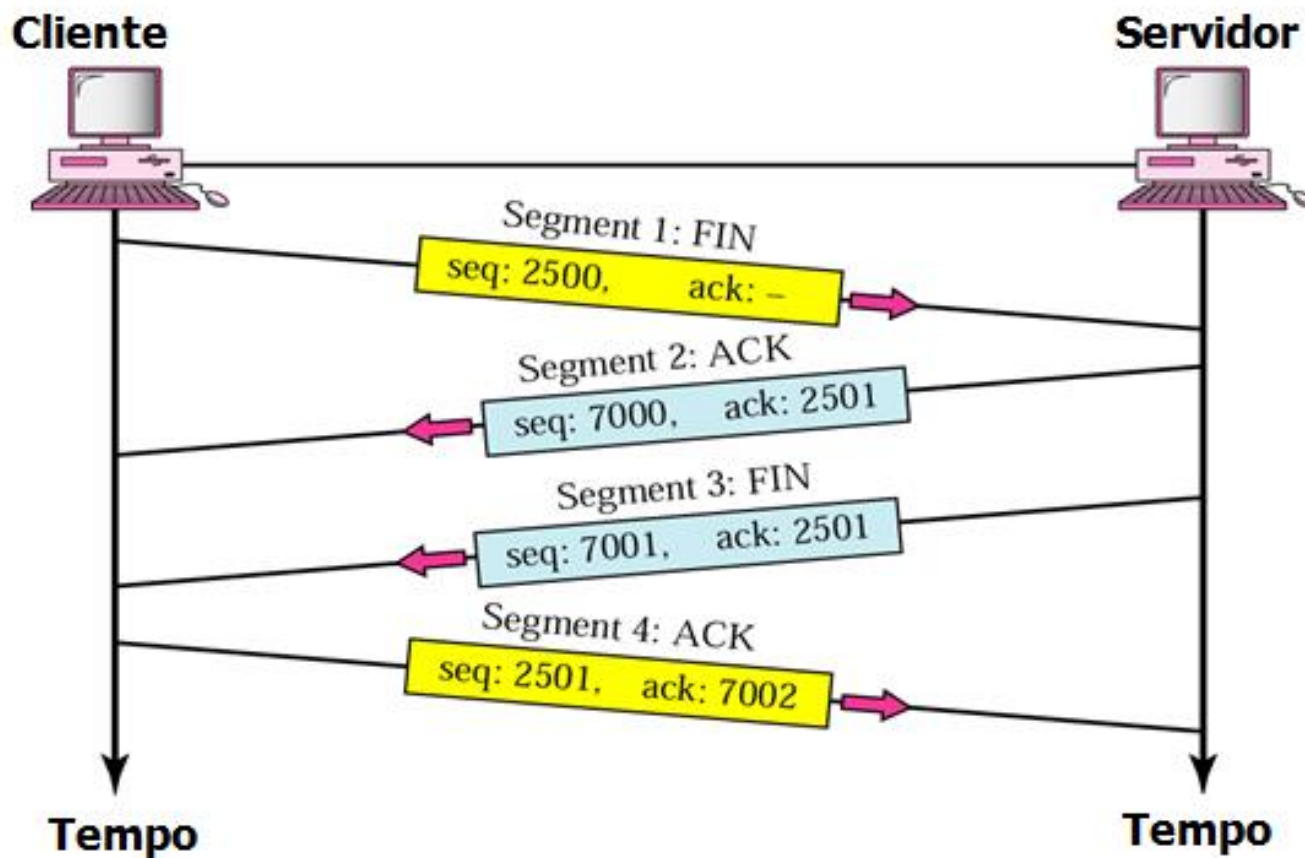 Cliente
Servidor
Segment 1: FIN
seq: 2500, ack: –
Segment 2: ACK
seq: 7000, ack: 2501
Segment 3: FIN
seq: 7001, ack: 2501
Segment 4: ACK
seq: 2501, ack: 7002
Tempo
Tempo